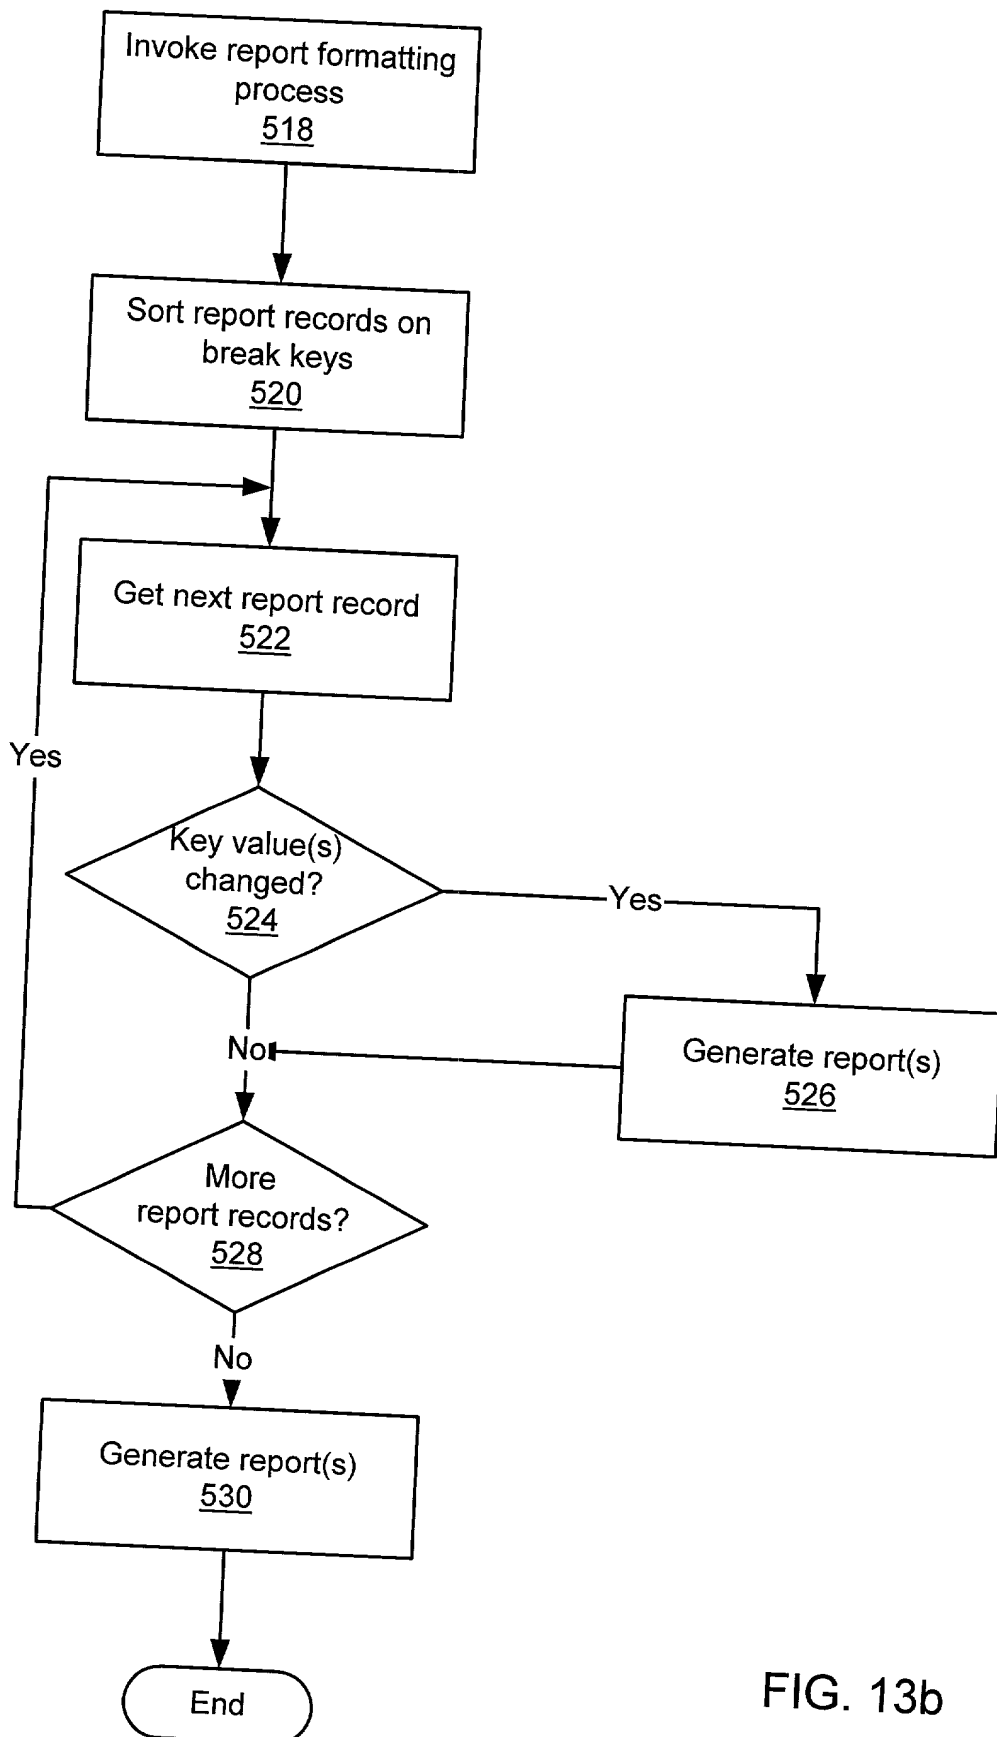 Invoke report formatting
process
518
Sort report records on
break keys
520
Get next report record
522
Yes
Key value(s)
changed?
524
Yes
No
Generate report(s)
526
More
report records?
528
No
Generate report(s)
530
End
FIG. 13b